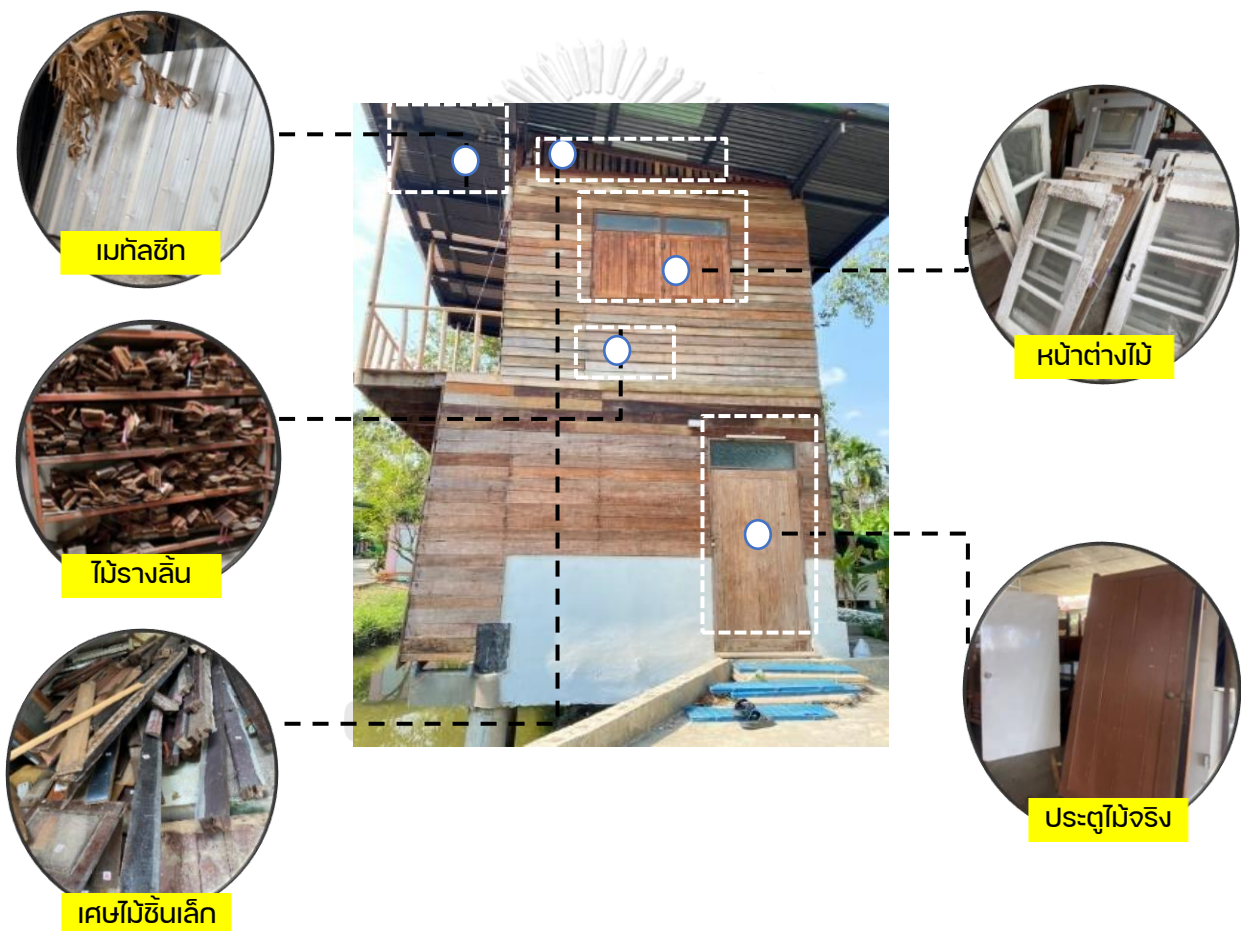 เมทัลชีท
หน้าต่างไม้
ไม้รางลิ้น
ประตูไม้จริง
เศษไม้ชิ้นเล็ก